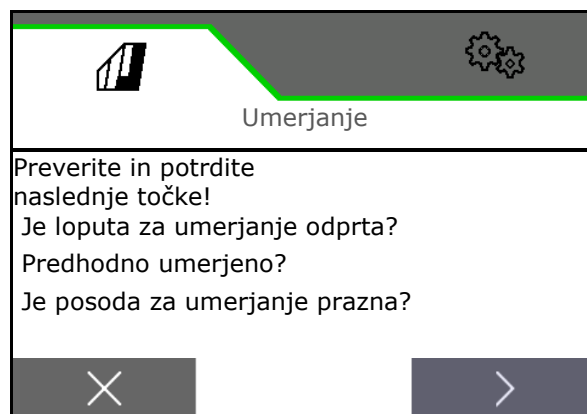 Umerjanje
Preverite in potrdite
naslednje točke!
Je loputa za umerjanje odprta?
Predhodno umerjeno?
Je posoda za umerjanje prazna?